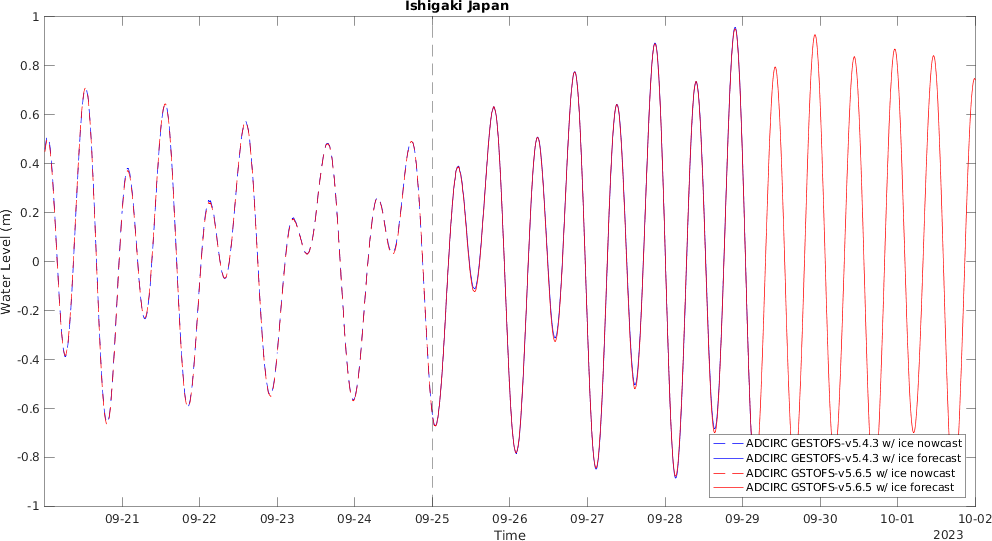 Ishigaki Japan
1
0.8
0.6
0.4
0.2
0
-0.2
-0.4
-0.6
-0.8
-1
Water Level (m)
ADCIRC GESTOFS-v5.4.3 w/ ice nowcast
ADCIRC GESTOFS-v5.4.3 w/ ice forecast
ADCIRC GSTOFS-v5.6.5 w/ ice nowcast
ADCIRC GSTOFS-v5.6.5 w/ ice forecast
09-21 09-22 09-23 09-24 09-25 09-26 09-27 09-28 09-29 09-30 10-01 10-02
Time
2023